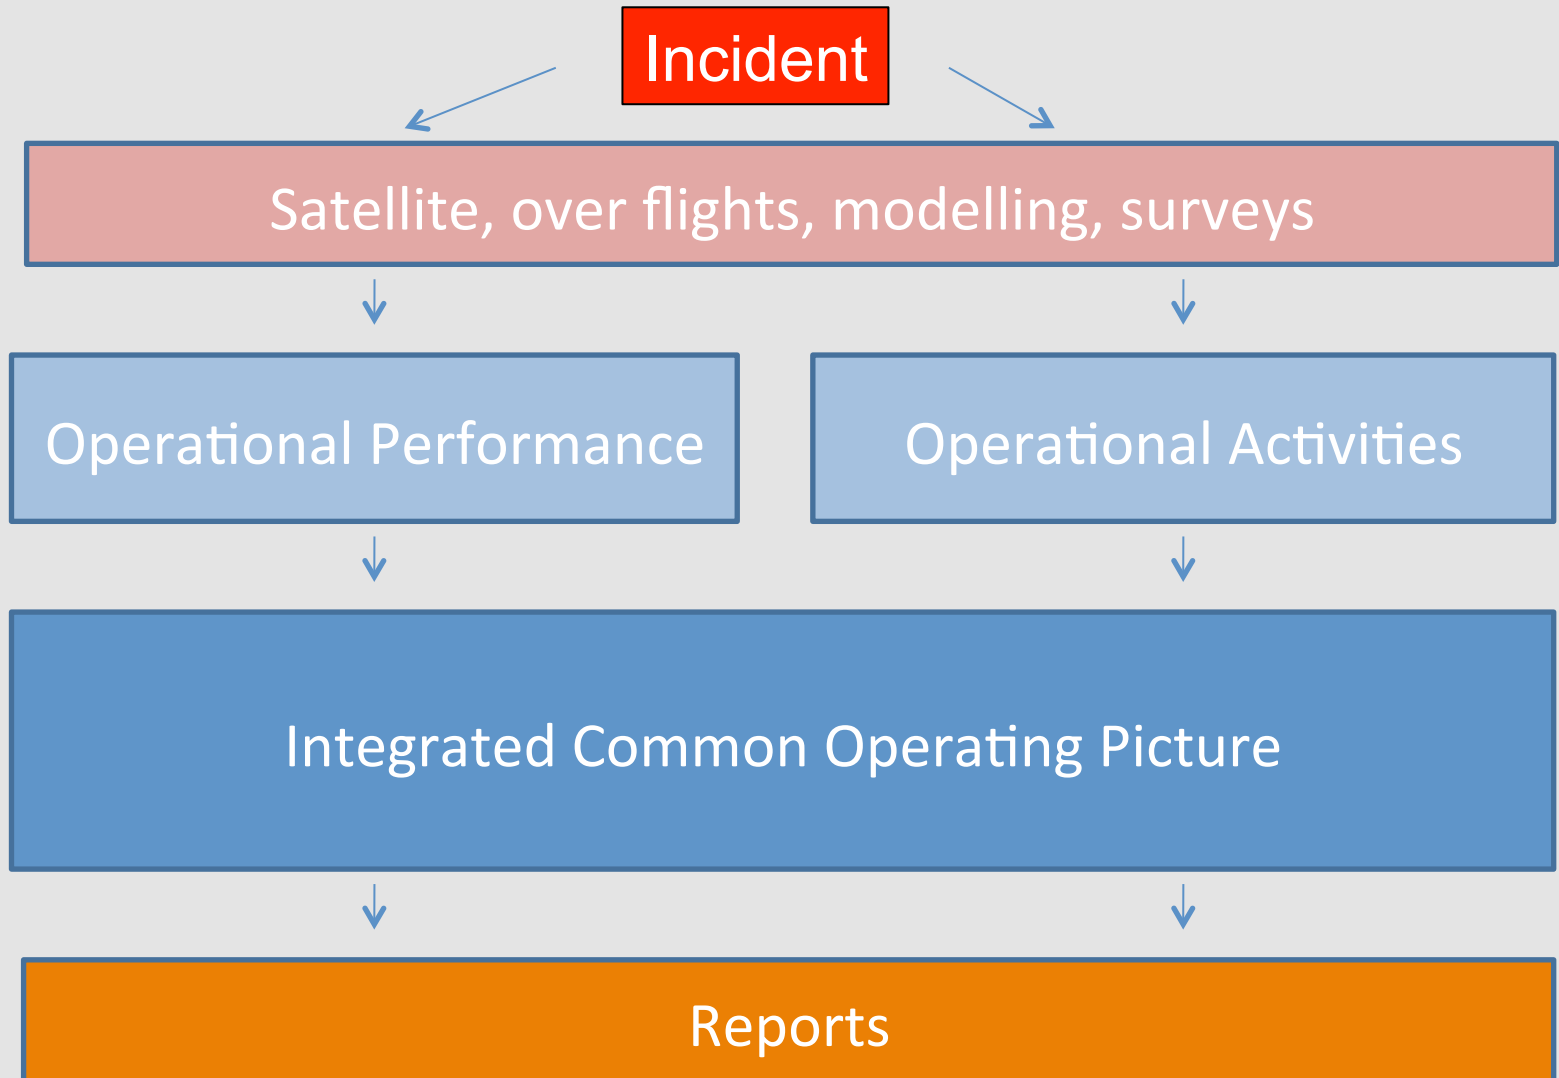 Incident
Satellite, over flights, modelling, surveys
Operational Performance
Operational Activities
Integrated Common Operating Picture
Reports